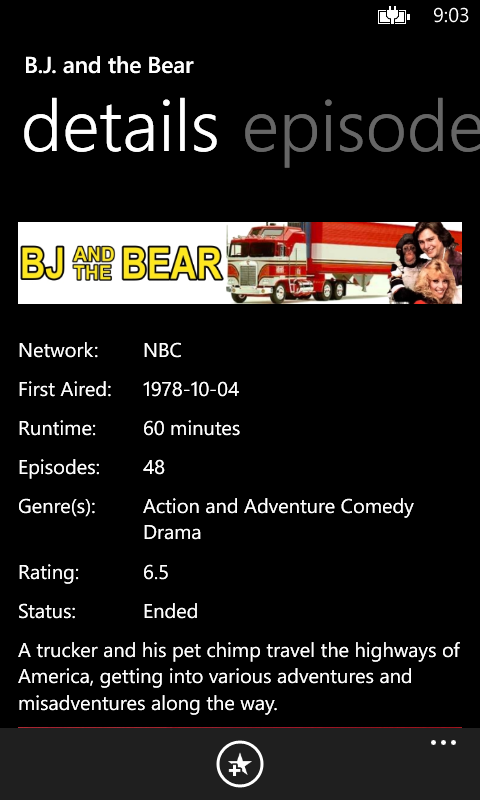 9:03
B.J. and the Bear
details episode
BJ AND THE BEAR
Network: NBC
First Aired: 1978-10-04
Runtime: 60 minutes
Episodes: 48
Genre(s): Action and Adventure Comedy
Drama
Rating: 6.5
Status: Ended
A trucker and his pet chimp travel the highways of
America, getting into various adventures and
misadventures along the way.